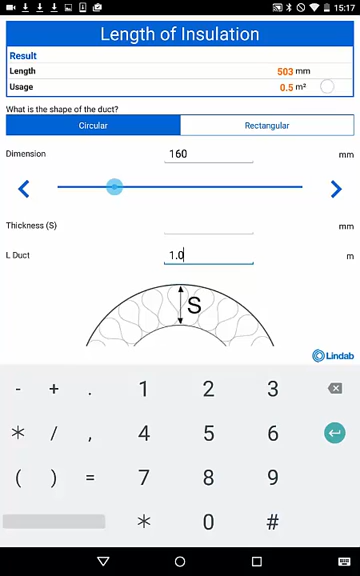 15:17
Length of Insulation
Result
Length 503 mm
Usage 0.5 m²
What is the shape of the duct?
Circular Rectangular
Dimension 160 mm
Thickness (S) mm
L Duct 1.0 m
S
Lindab
- + . 1 2 3
* / , 4 5 6
( ) = 7 8 9
* 0 #